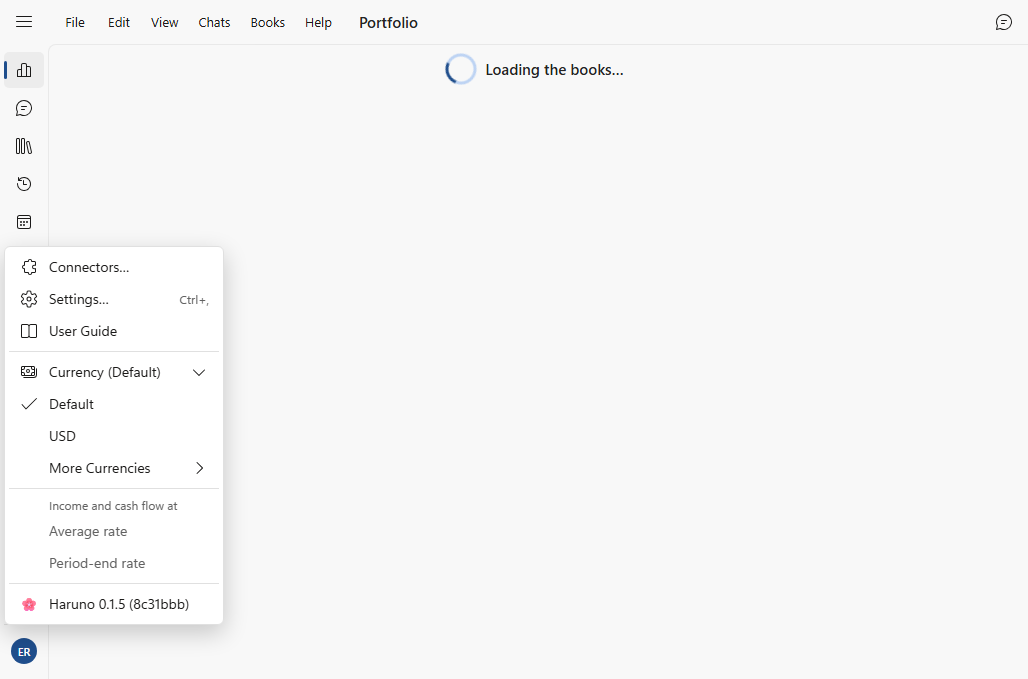 File Edit View Chats Books Help Portfolio
Loading the books...
Connectors...
Settings... Ctrl+,
User Guide
Currency (Default)
Default
USD
More Currencies
Income and cash flow at
Average rate
Period-end rate
Haruno 0.1.5 (8c31bbb)
ER